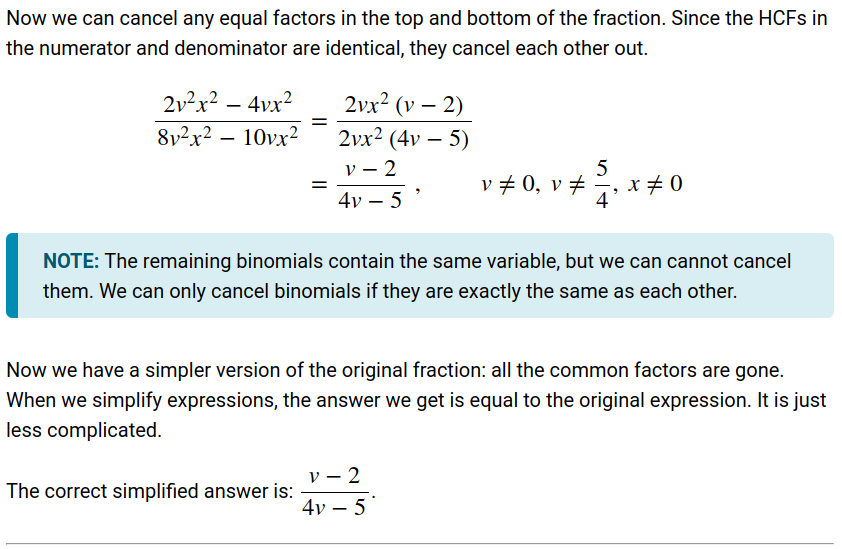 Now we can cancel any equal factors in the top and bottom of the fraction. Since the HCFs in
the numerator and denominator are identical, they cancel each other out.
\frac{2v^2x^2 − 4vx^2}{8v^2x^2 − 10vx^2} = \frac{2vx^2 (v − 2)}{2vx^2 (4v − 5)}
= \frac{v − 2}{4v − 5} , v ≠ 0, v ≠ \frac{5}{4}, x ≠ 0
NOTE: The remaining binomials contain the same variable, but we can cannot cancel
them. We can only cancel binomials if they are exactly the same as each other.
Now we have a simpler version of the original fraction: all the common factors are gone.
When we simplify expressions, the answer we get is equal to the original expression. It is just
less complicated.
The correct simplified answer is: \frac{v − 2}{4v − 5}.